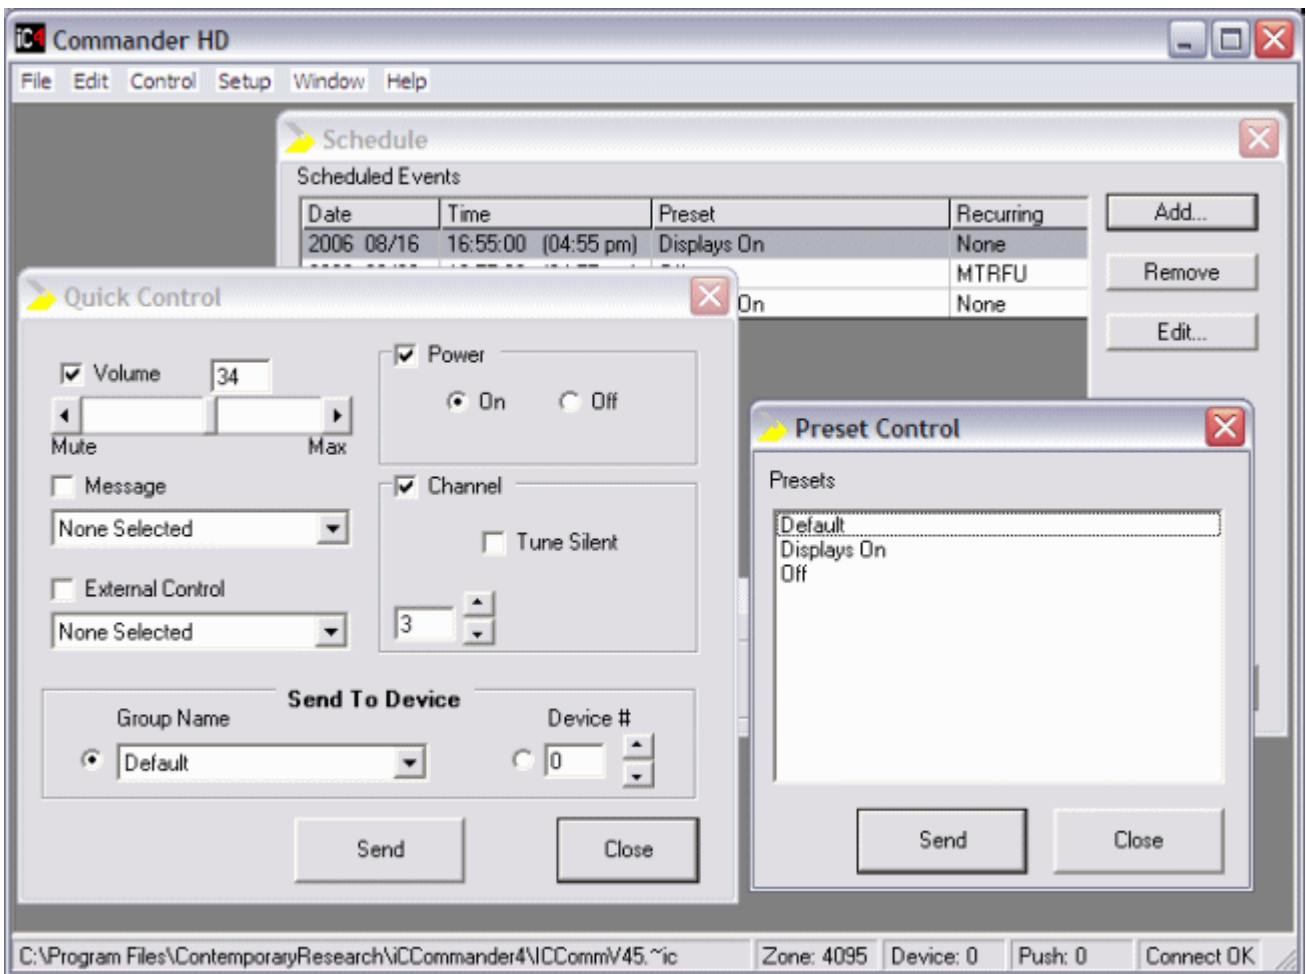 iC4 Commander HD
File Edit Control Setup Window Help
Schedule
Scheduled Events
Date Time Preset Recurring
2006 08/16 16:55:00 (04:55 pm) Displays On None
MTRFU
On None
Add...
Remove
Edit...
Quick Control
Volume 34
Mute Max
Message
None Selected
External Control
None Selected
Power
On Off
Channel
Tune Silent
3
Send To Device
Group Name Device #
Default 0
Send Close
Preset Control
Presets
Default
Displays On
Off
Send Close
C:\Program Files\ContemporaryResearch\iCCommander4\ICCommV45.~ic Zone: 4095 Device: 0 Push: 0 Connect OK